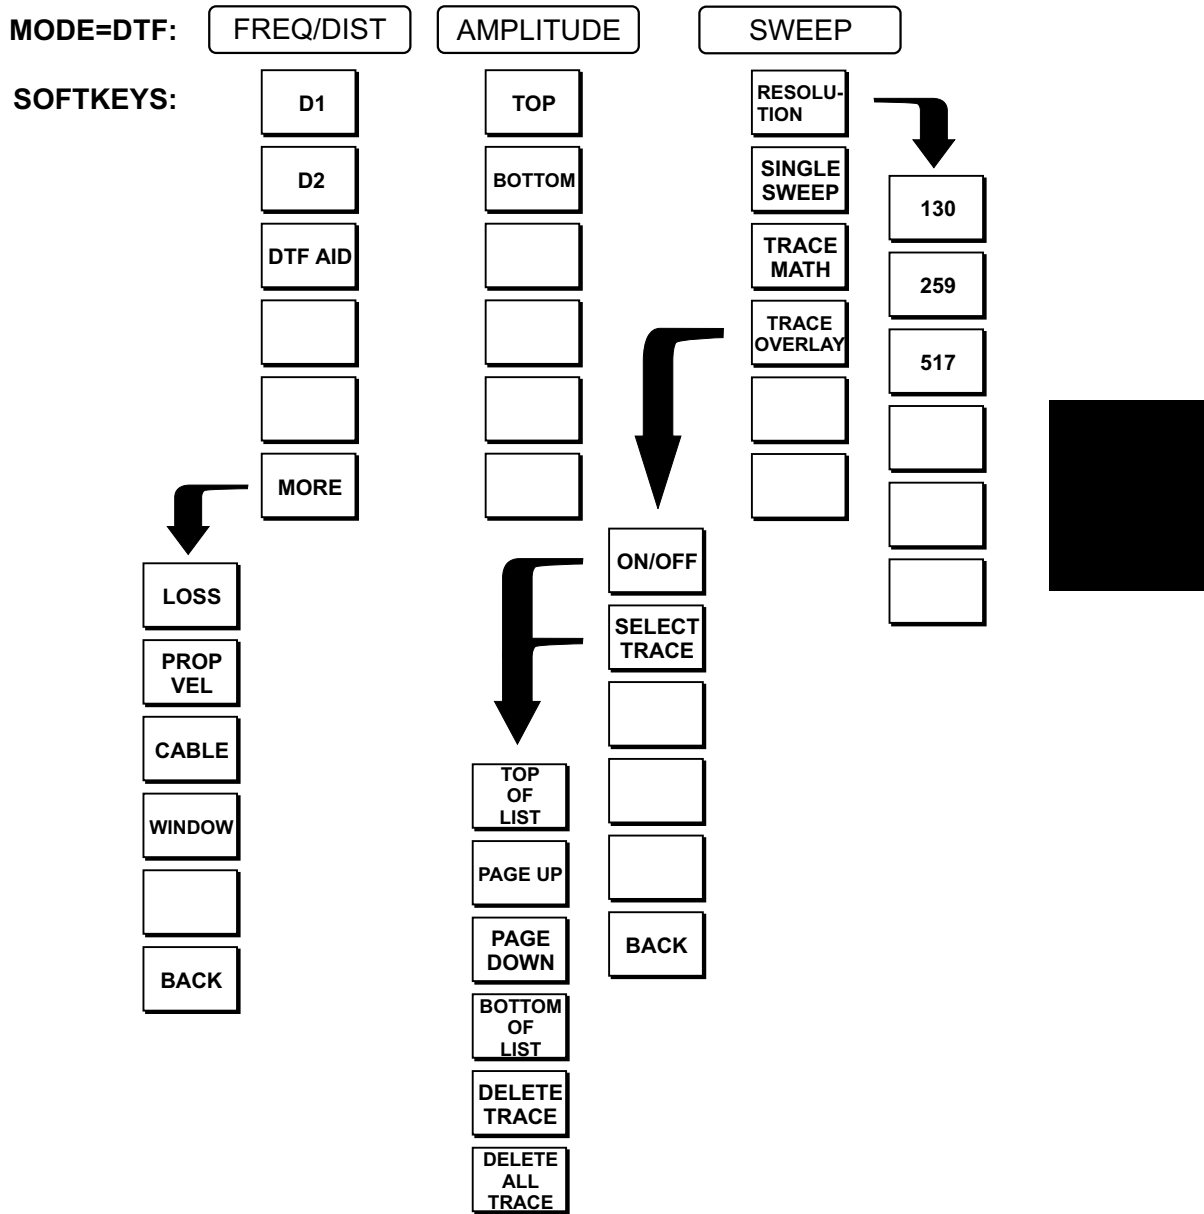 MODE=DTF: FREQ/DIST AMPLITUDE SWEEP
SOFTKEYS:
D1
D2
DTF AID
MORE
LOSS
PROP
VEL
CABLE
WINDOW
BACK
TOP
BOTTOM
RESOLU-
TION
SINGLE
SWEEP
TRACE
MATH
TRACE
OVERLAY
130
259
517
ON/OFF
SELECT
TRACE
BACK
TOP
OF
LIST
PAGE UP
PAGE
DOWN
BOTTOM
OF
LIST
DELETE
TRACE
DELETE
ALL
TRACE